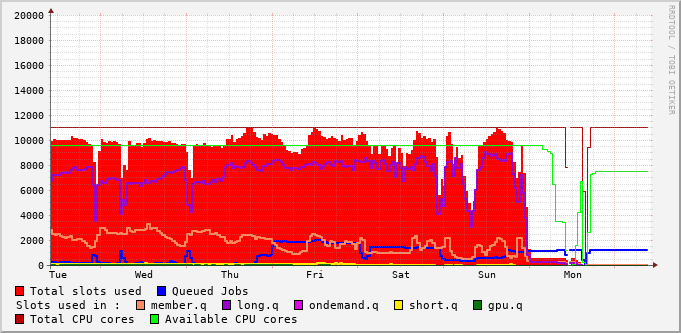 20000
18000
16000
14000
12000
10000
8000
6000
4000
2000
0
Tue Wed Thu Fri Sat Sun Mon
Total slots used Queued Jobs
Slots used in : member.q long.q ondemand.q short.q gpu.q
Total CPU cores Available CPU cores
RRDTOOL / TOBI OETIKER